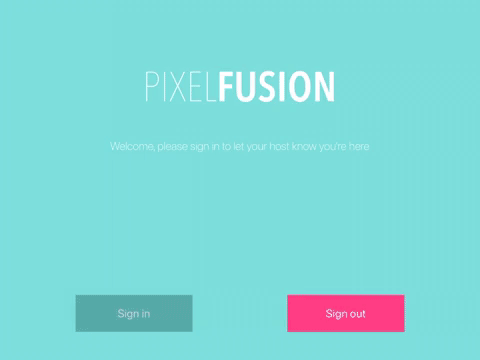 PIXELFUSION
Welcome, please sign in to let your host know you're here.
Sign in
Sign out